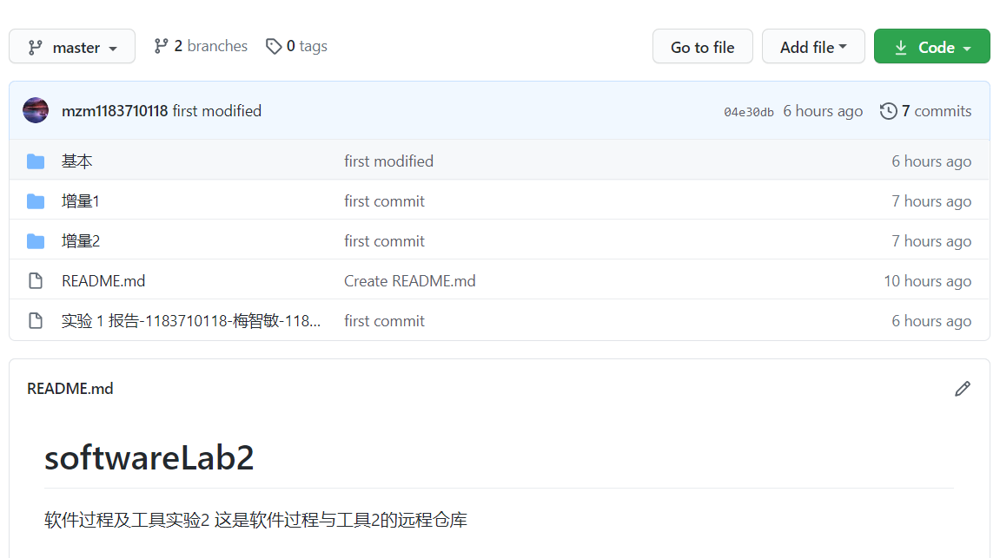 master 2 branches 0 tags Go to file Add file Code
mzm1183710118 first modified 04e30db 6 hours ago 7 commits
基本 first modified 6 hours ago
增量1 first commit 7 hours ago
增量2 first commit 7 hours ago
README.md Create README.md 10 hours ago
实验 1 报告-1183710118-梅智敏-118... first commit 6 hours ago
README.md
softwareLab2
软件过程及工具实验2 这是软件过程与工具2的远程仓库